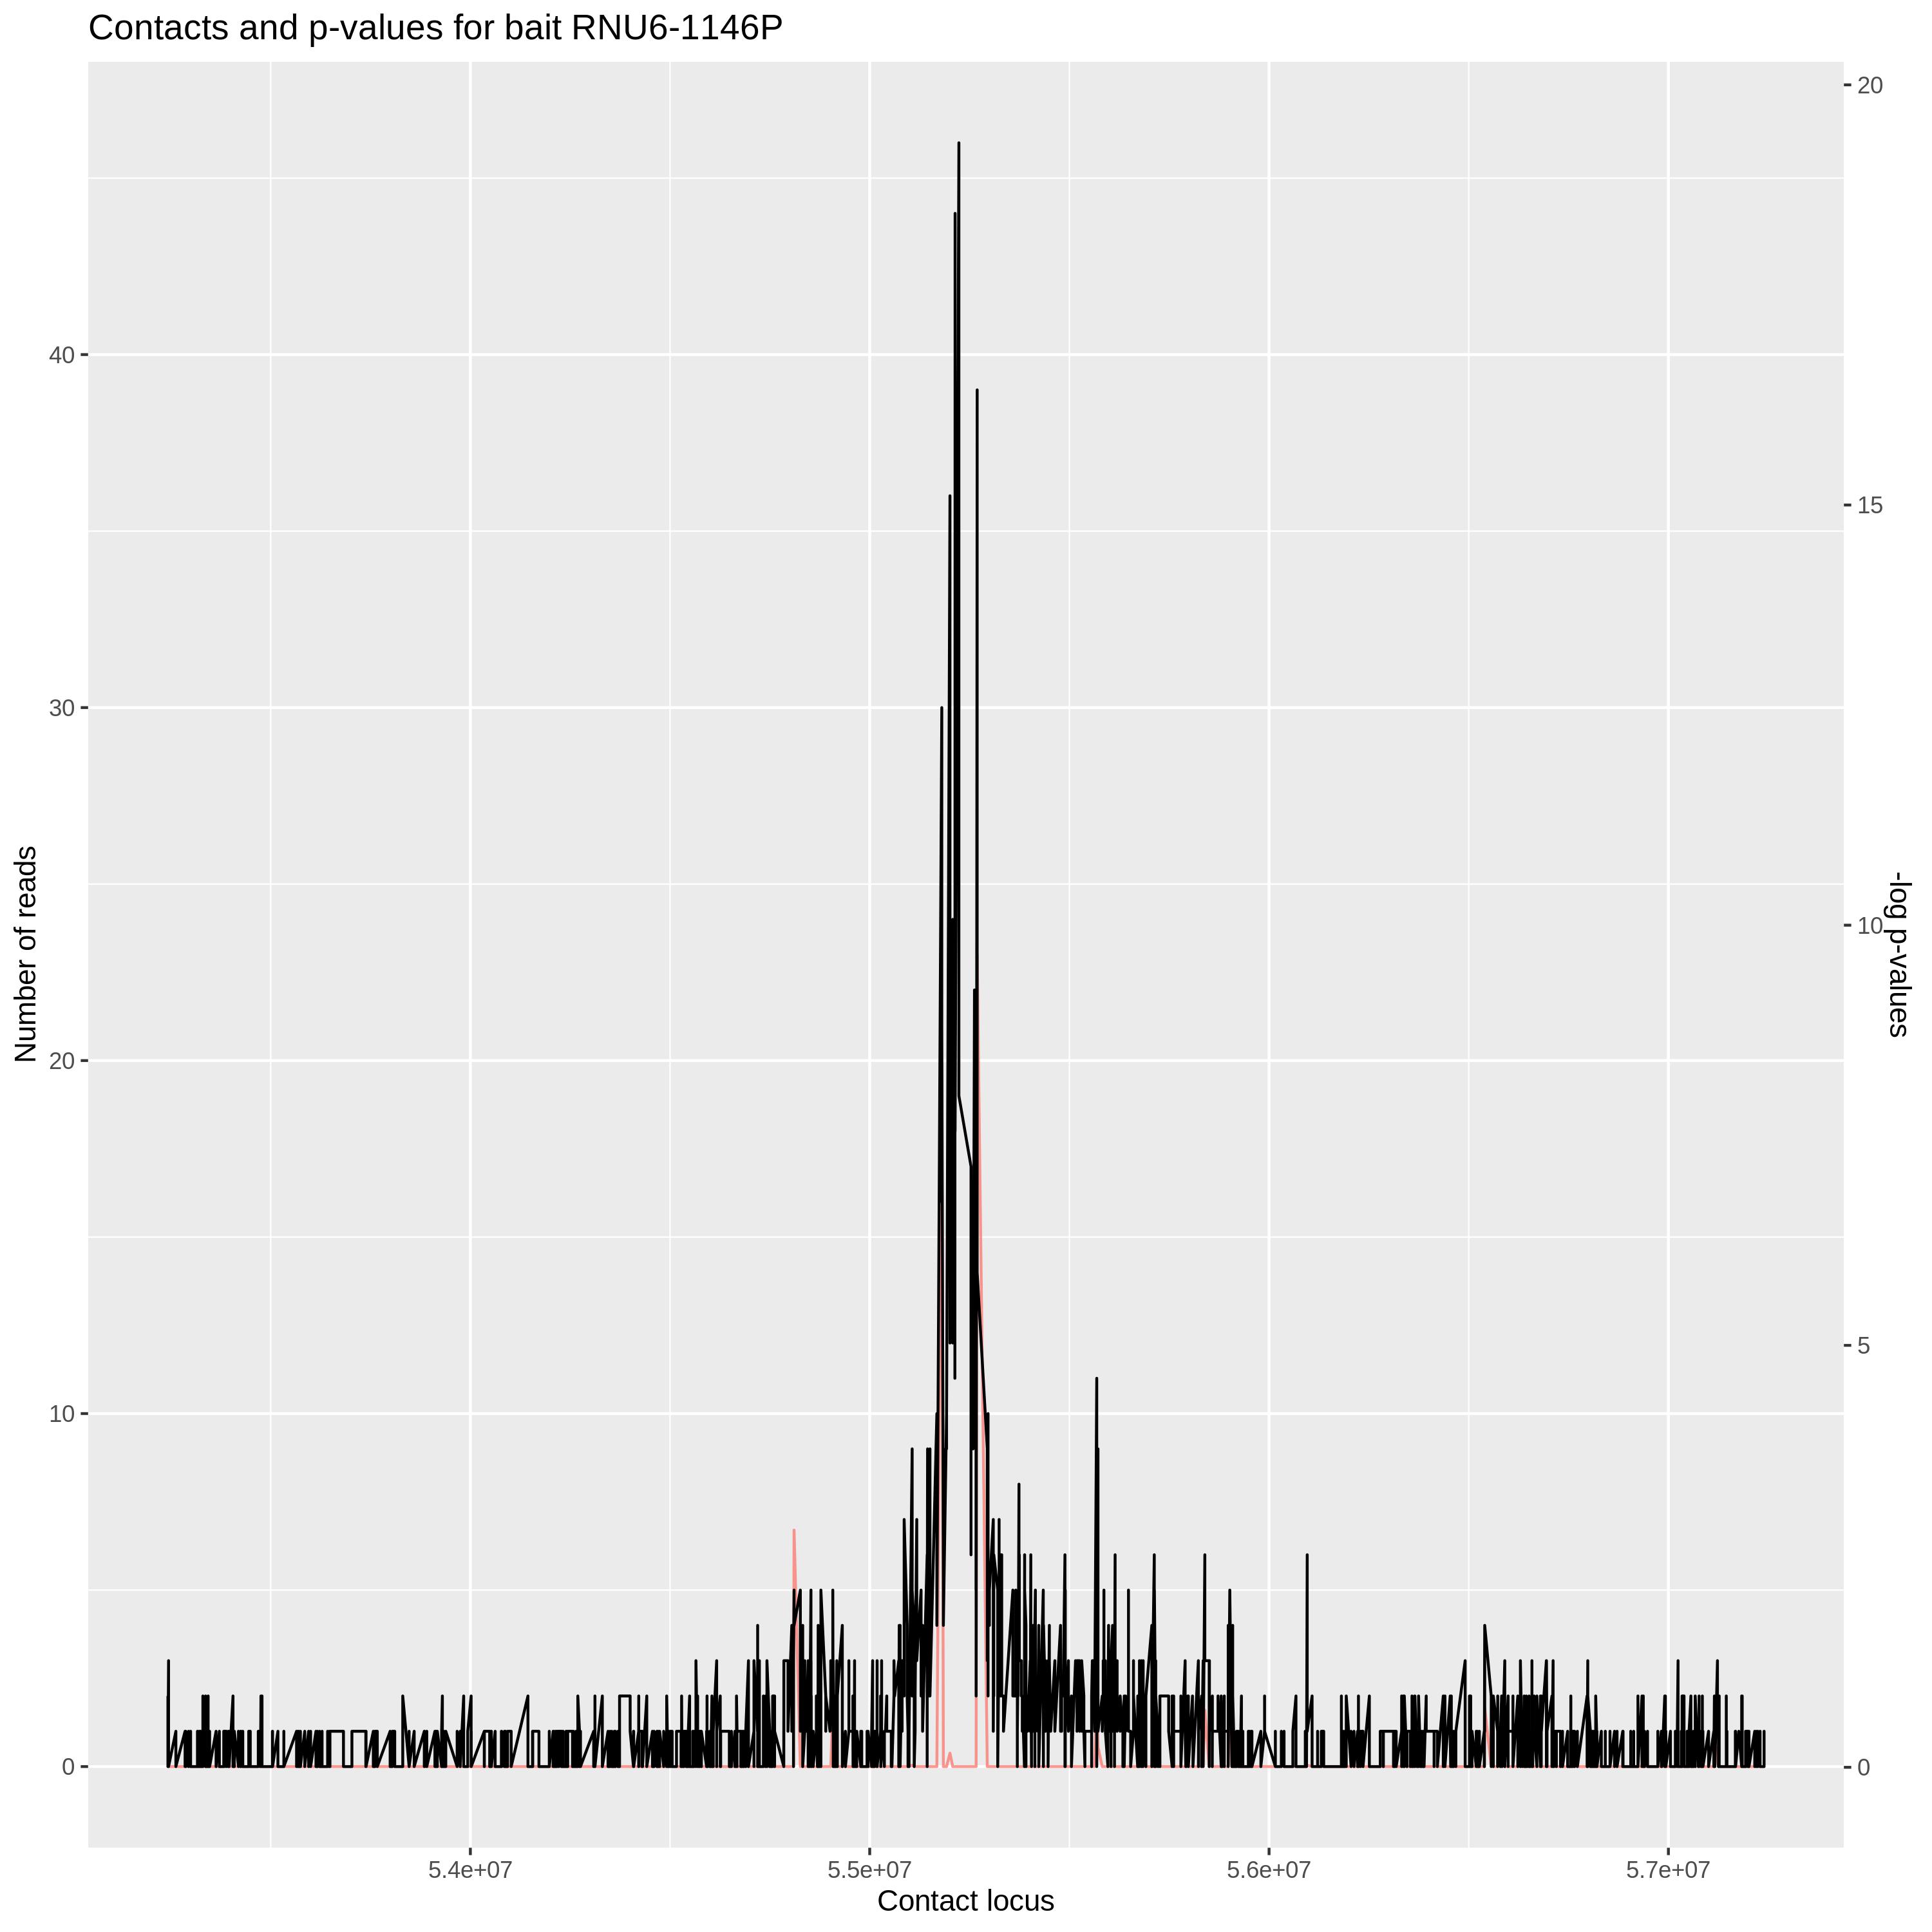 Contacts and p-values for bait RNU6-1146P
Number of reads
40
30
20
10
0
20
15
10
5
0
-log p-values
5.4e+07
5.5e+07
5.6e+07
5.7e+07
Contact locus